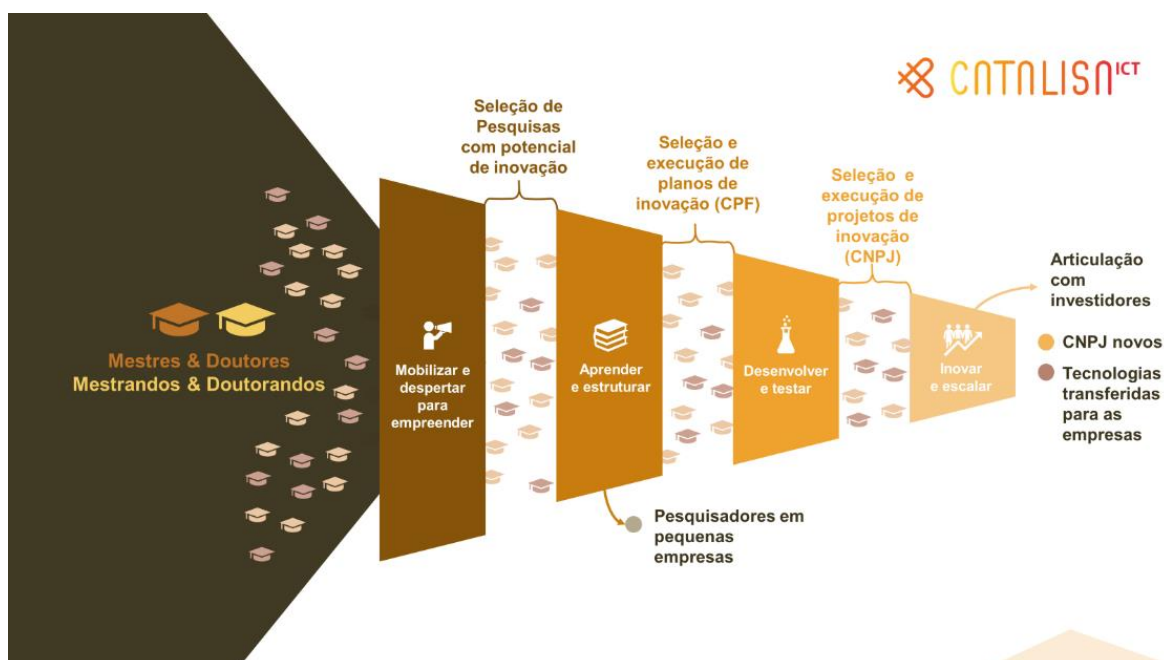 CATALISA ICT
Seleção de
Pesquisas
com potencial
de inovação
Seleção e
execução de
planos de
inovação (CPF)
Seleção e
execução de
projetos de
inovação
(CNPJ)
Articulação
com
investidores
Mestres & Doutores
Mestrandos & Doutorandos
Mobilizar e
despertar
para
empreender
Aprender
e estruturar
Desenvolver
e testar
Inovar
e escalar
CNPJ novos
Tecnologias
transferidas
para as
empresas
Pesquisadores em
pequenas
empresas